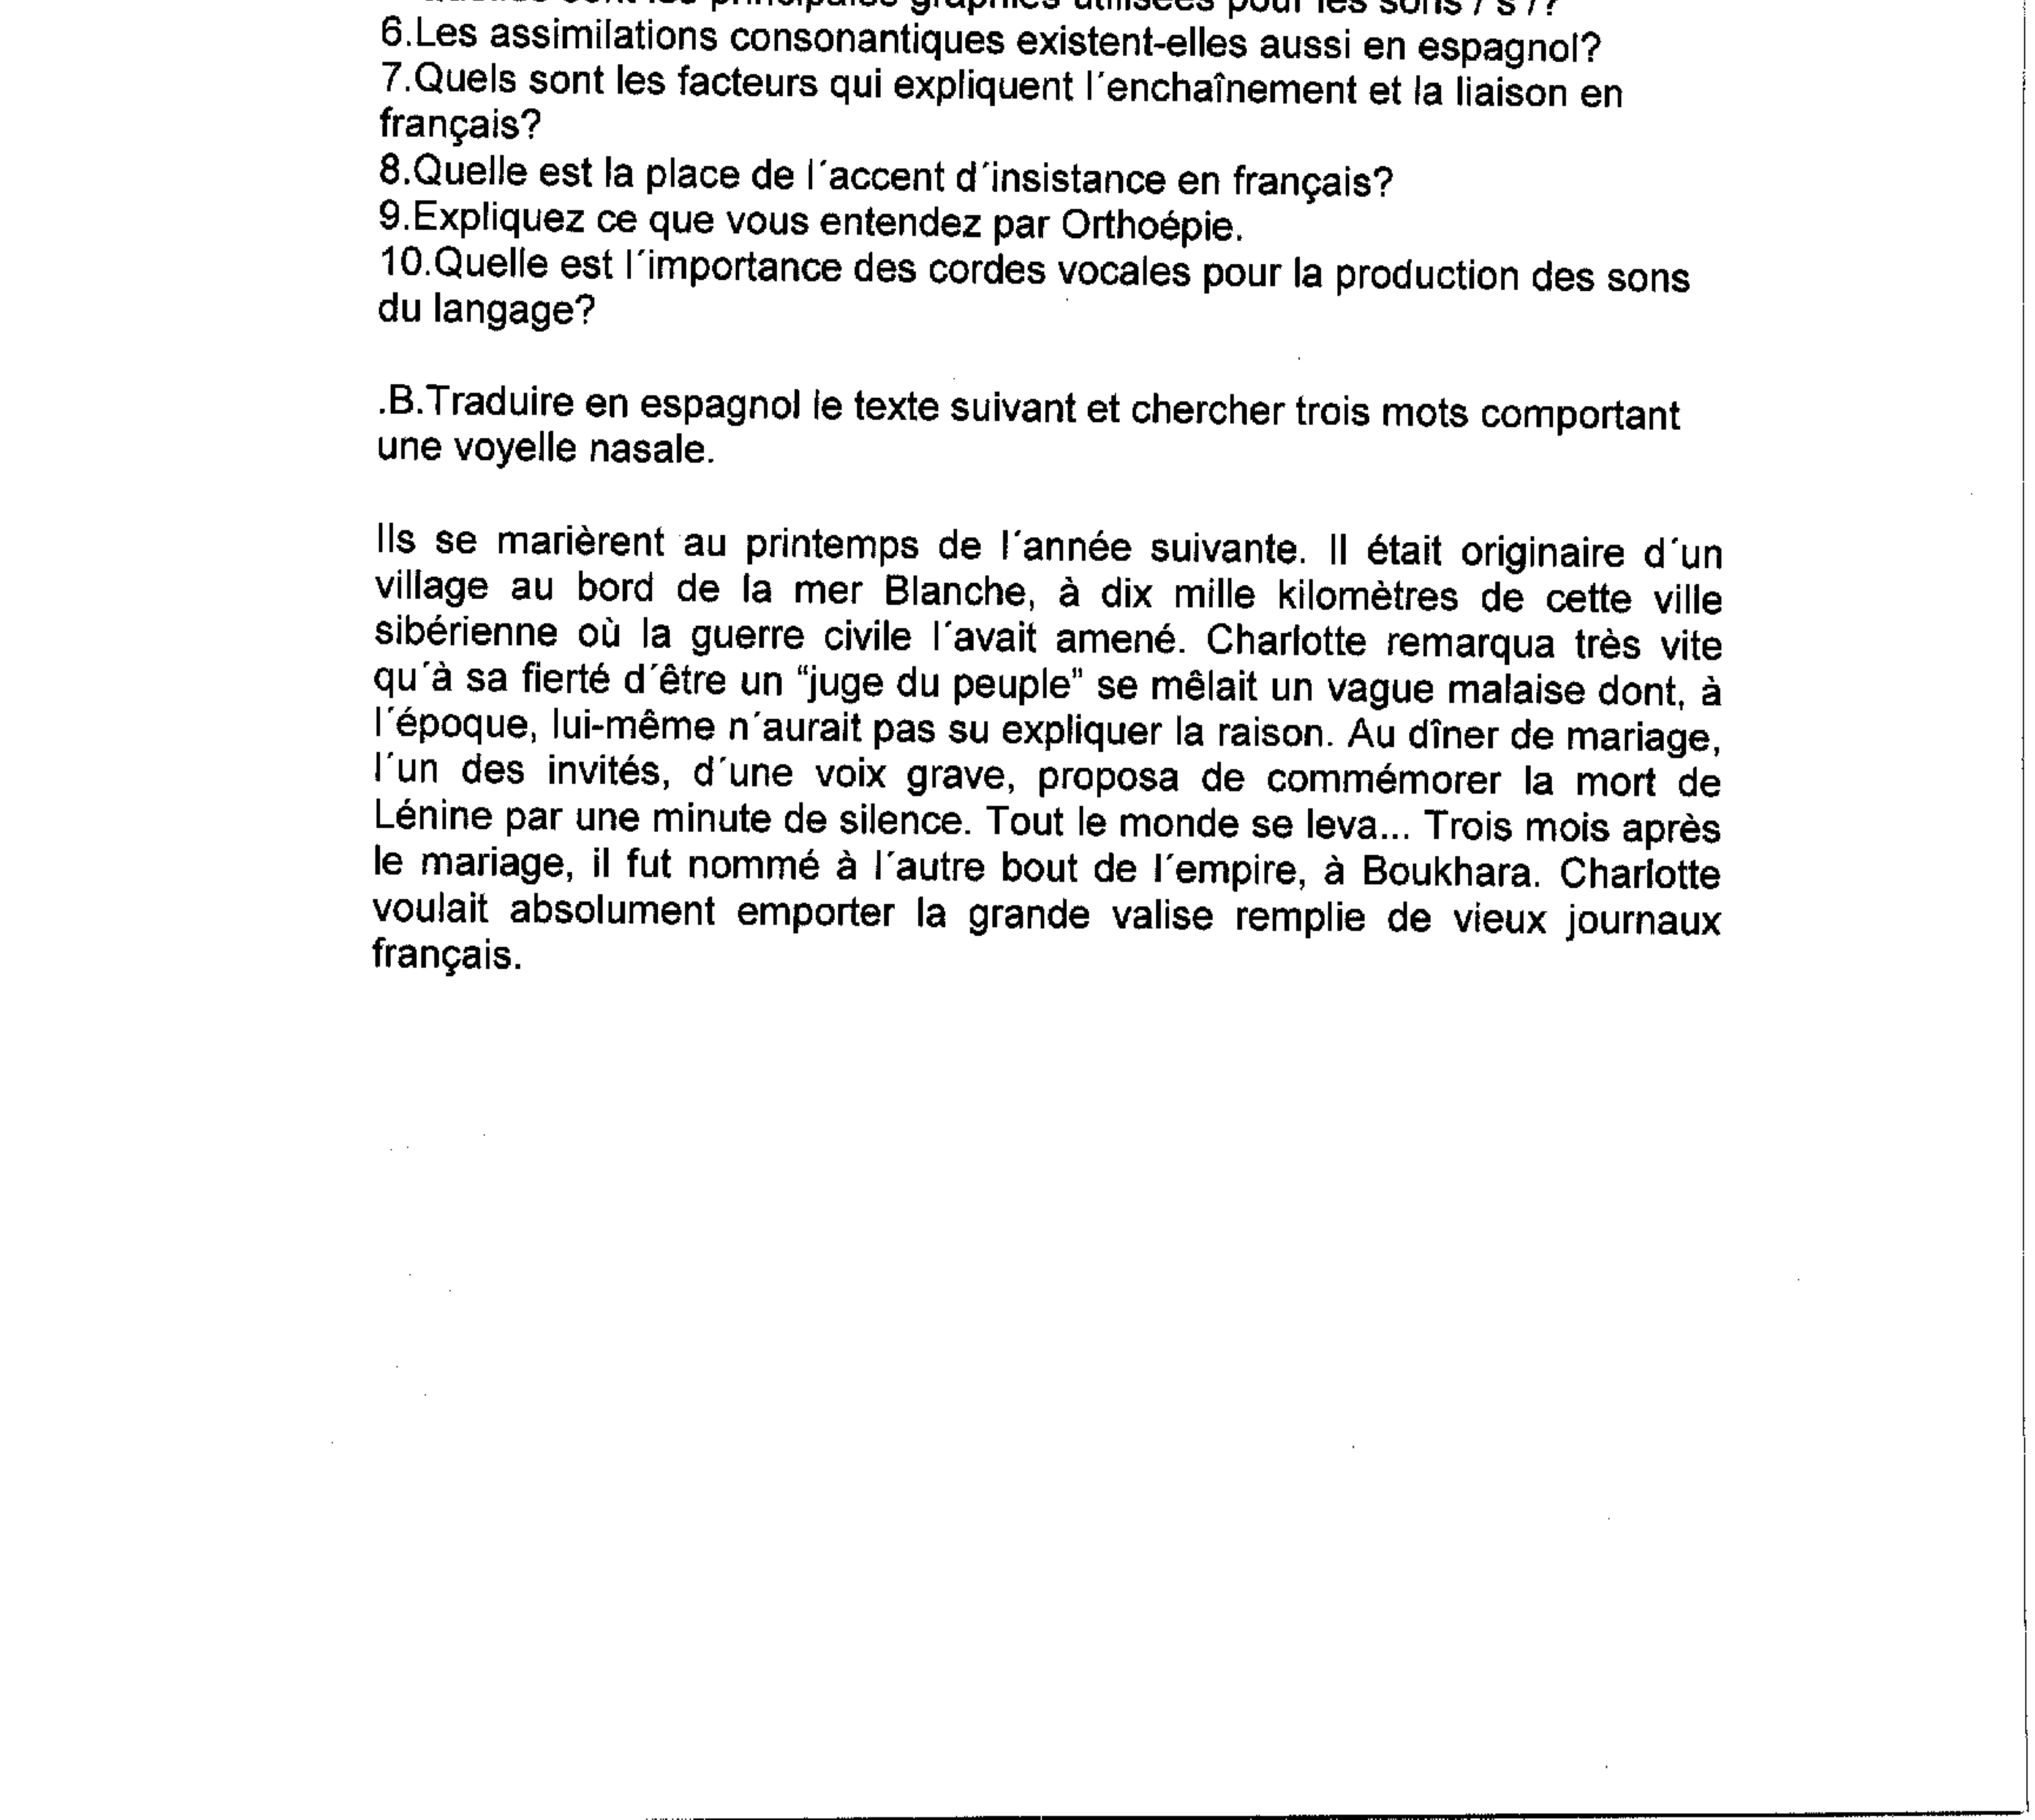 sont les principales graphies utilisées pour les sons / s /?
6.Les assimilations consonantiques existent-elles aussi en espagnol?
7.Quels sont les facteurs qui expliquent l´enchaînement et la liaison en
français?
8.Quelle est la place de l´accent d´insistance en français?
9.Expliquez ce que vous entendez par Orthoépie.
10.Quelle est l´importance des cordes vocales pour la production des sons
du langage?
.B.Traduire en espagnol le texte suivant et chercher trois mots comportant
une voyelle nasale.
Ils se marièrent au printemps de l´année suivante. Il était originaire d´un
village au bord de la mer Blanche, à dix mille kilomètres de cette ville
sibérienne où la guerre civile l´avait amené. Charlotte remarqua très vite
qu´à sa fierté d´être un “juge du peuple” se mêlait un vague malaise dont, à
l´époque, lui-même n´aurait pas su expliquer la raison. Au dîner de mariage,
l´un des invités, d´une voix grave, proposa de commémorer la mort de
Lénine par une minute de silence. Tout le monde se leva... Trois mois après
le mariage, il fut nommé à l´autre bout de l´empire, à Boukhara. Charlotte
voulait absolument emporter la grande valise remplie de vieux journaux
français.